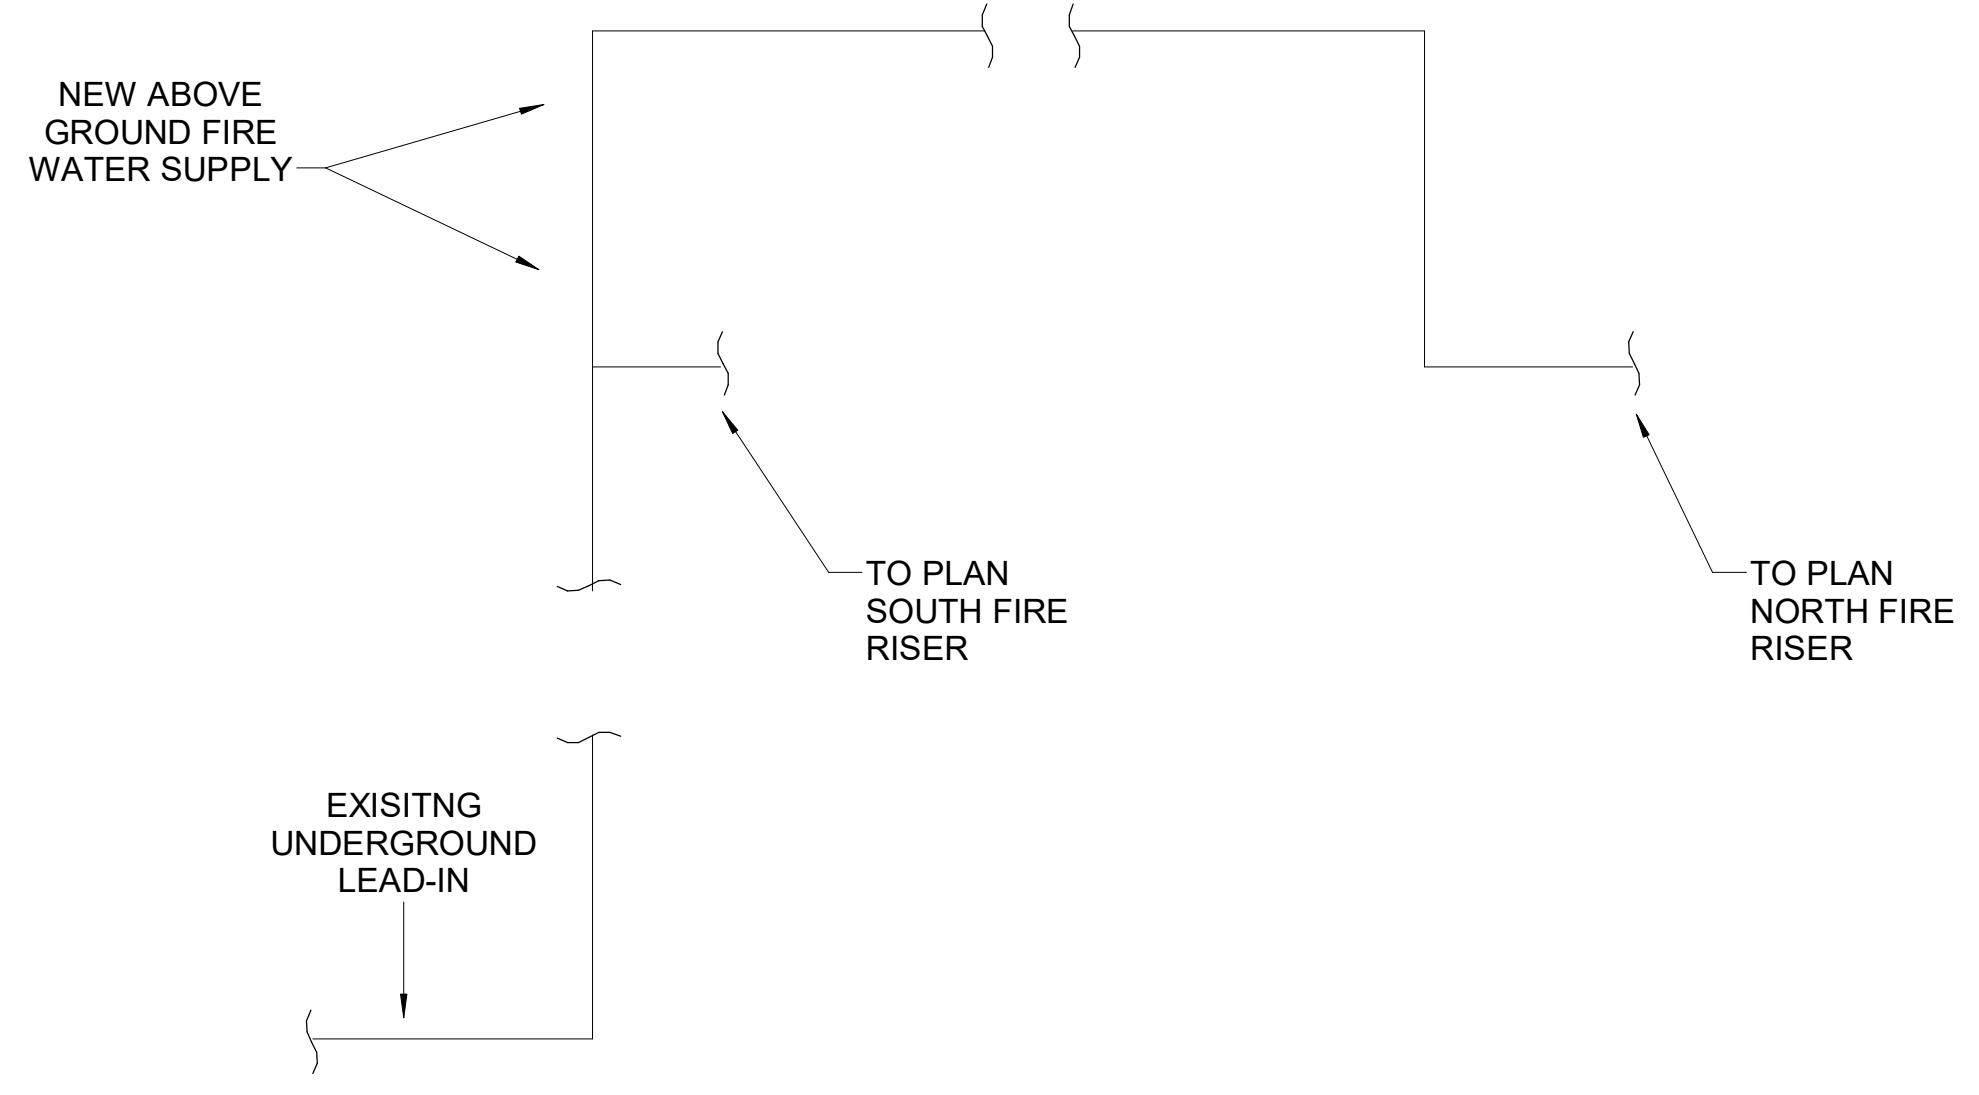 NEW ABOVE
GROUND FIRE
WATER SUPPLY
TO PLAN
SOUTH FIRE
RISER
TO PLAN
NORTH FIRE
RISER
EXISITNG
UNDERGROUND
LEAD-IN